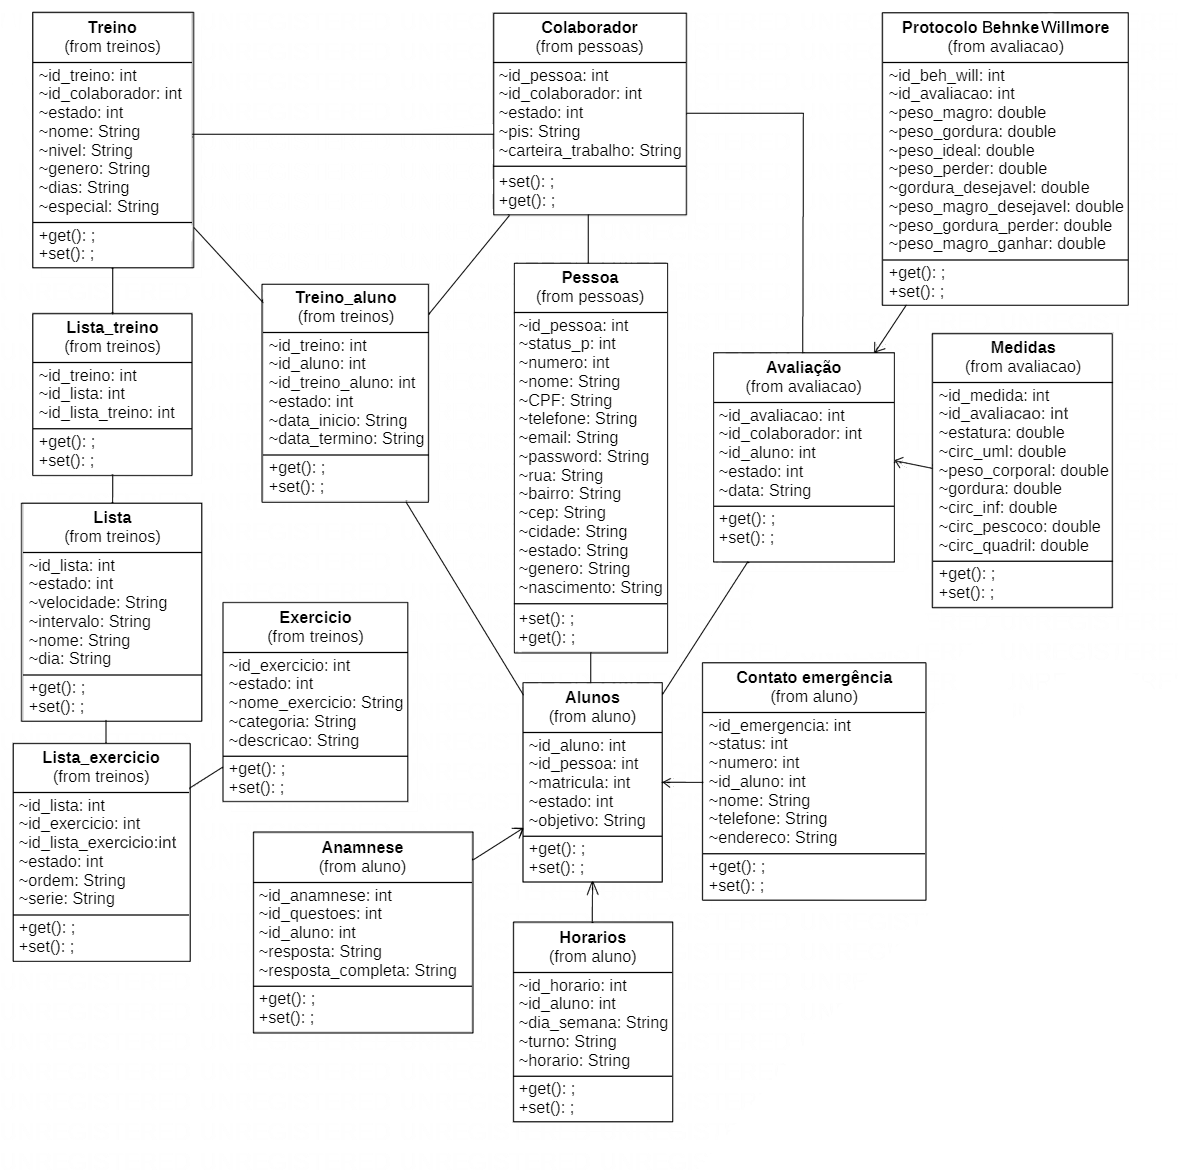 Treino
(from treinos)
~id_treino: int
~id_colaborador: int
~estado: int
~nome: String
~nivel: String
~genero: String
~dias: String
~especial: String
+get(): ;
+set(): ;
Colaborador
(from pessoas)
~id_pessoa: int
~id_colaborador: int
~estado: int
~pis: String
~carteira_trabalho: String
+set(): ;
+get(): ;
Protocolo Behnke Willmore
(from avaliacao)
~id_beh_will: int
~id_avaliacao: int
~peso_magro: double
~peso_gordura: double
~peso_ideal: double
~peso_perder: double
~gordura_desejavel: double
~peso_magro_desejavel: double
~peso_gordura_perder: double
~peso_magro_ganhar: double
+get(): ;
+set(): ;
Lista_treino
(from treinos)
~id_treino: int
~id_lista: int
~id_lista_treino: int
+get(): ;
+set(): ;
Treino_aluno
(from treinos)
~id_treino: int
~id_aluno: int
~id_treino_aluno: int
~estado: int
~data_inicio: String
~data_termino: String
+get(): ;
+set(): ;
Pessoa
(from pessoas)
~id_pessoa: int
~status_p: int
~numero: int
~nome: String
~CPF: String
~telefone: String
~email: String
~password: String
~rua: String
~bairro: String
~cep: String
~cidade: String
~estado: String
~genero: String
~nascimento: String
+set(): ;
+get(): ;
Avaliação
(from avaliacao)
~id_avaliacao: int
~id_colaborador: int
~id_aluno: int
~estado: int
~data: String
+get(): ;
+set(): ;
Medidas
(from avaliacao)
~id_medida: int
~id_avaliacao: int
~estatura: double
~circ_uml: double
~peso_corporal: double
~gordura: double
~circ_inf: double
~circ_pescoco: double
~circ_quadril: double
+get(): ;
+set(): ;
Lista
(from treinos)
~id_lista: int
~estado: int
~velocidade: String
~intervalo: String
~nome: String
~dia: String
+get(): ;
+set(): ;
Exercicio
(from treinos)
~id_exercicio: int
~estado: int
~nome_exercicio: String
~categoria: String
~descricao: String
+get(): ;
+set(): ;
Alunos
(from aluno)
~id_aluno: int
~id_pessoa: int
~matricula: int
~estado: int
~objetivo: String
+get(): ;
+set(): ;
Contato emergência
(from aluno)
~id_emergencia: int
~status: int
~numero: int
~id_aluno: int
~nome: String
~telefone: String
~endereco: String
+get(): ;
+set(): ;
Lista_exercicio
(from treinos)
~id_lista: int
~id_exercicio: int
~id_lista_exercicio:int
~estado: int
~ordem: String
~serie: String
+get(): ;
+set(): ;
Anamnese
(from aluno)
~id_anamnese: int
~id_questoes: int
~id_aluno: int
~resposta: String
~resposta_completa: String
+get(): ;
+set(): ;
Horarios
(from aluno)
~id_horario: int
~id_aluno: int
~dia_semana: String
~turno: String
~horario: String
+get(): ;
+set(): ;